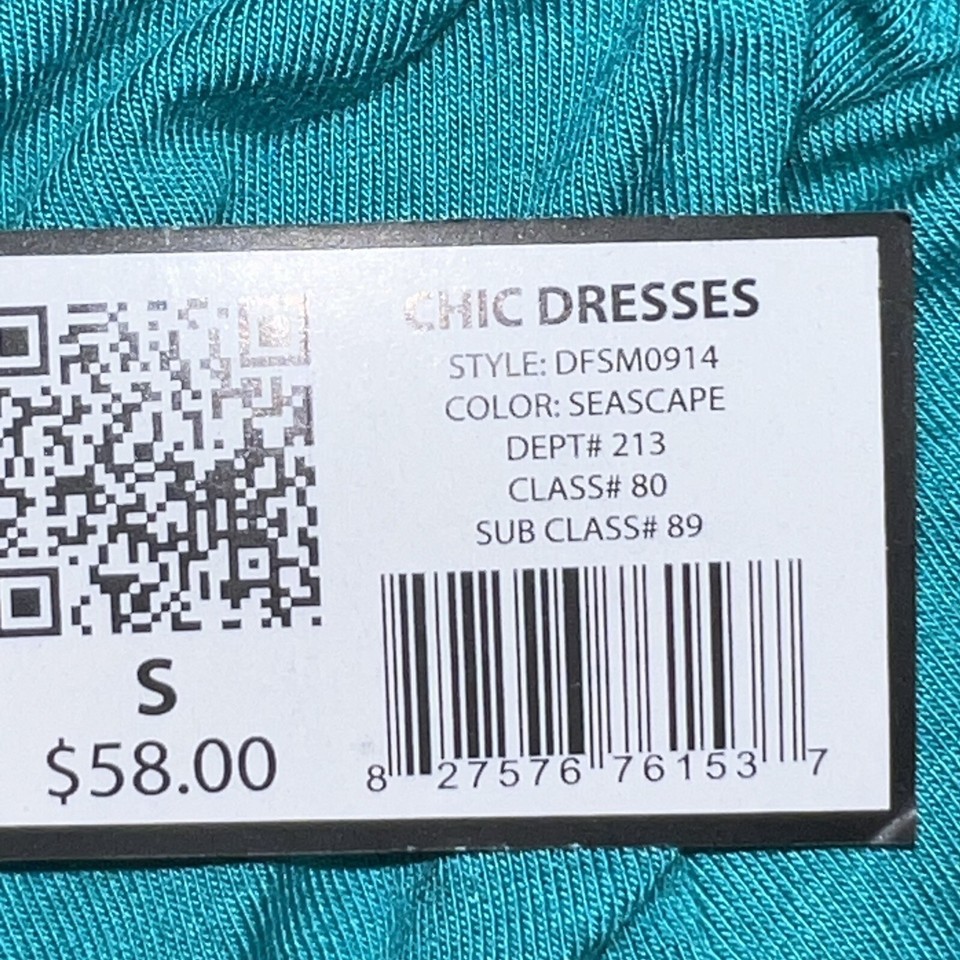 CHIC DRESSES
STYLE: DFSM0914
COLOR: SEASCAPE
DEPT# 213
CLASS# 80
SUB CLASS# 89
8 27576 76153 7
S
$58.00